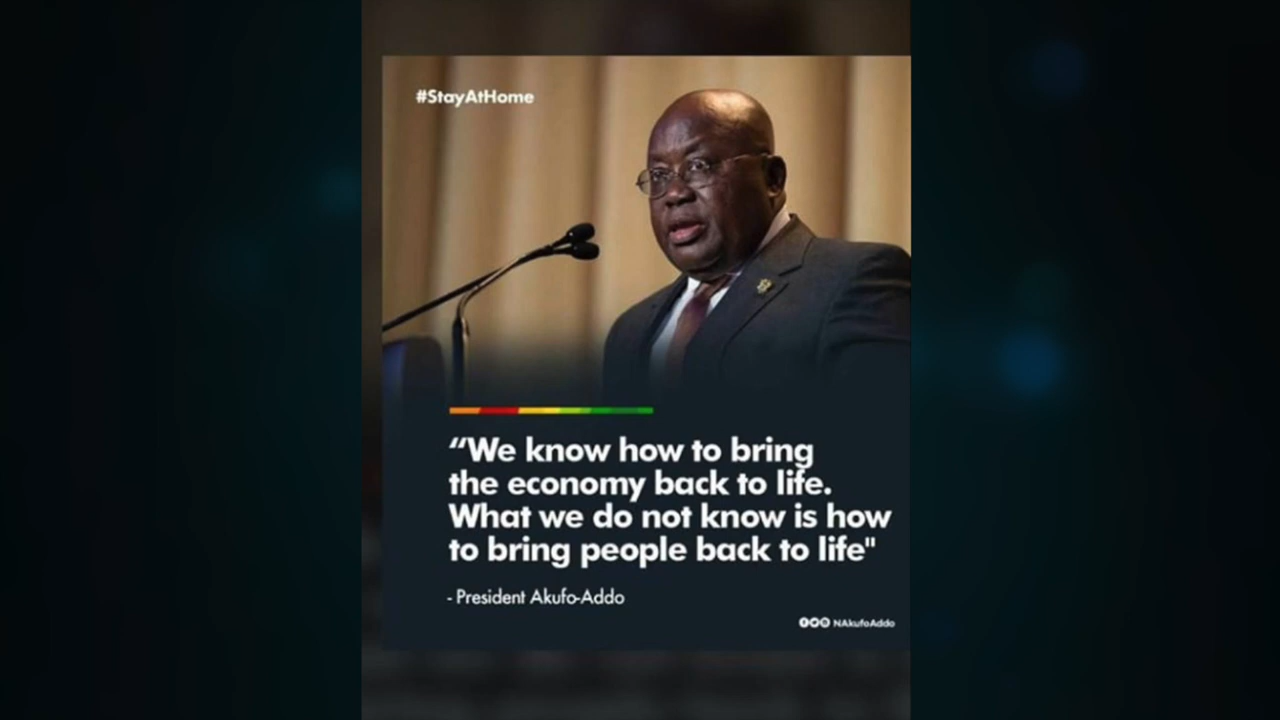 #StayAtHome
“We know how to bring
the economy back to life.
What we do not know is how
to bring people back to life"
- President Akufo-Addo
NAkufoAddo